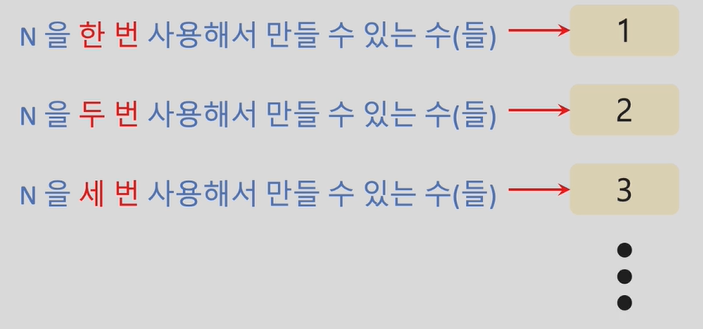 N 을 한 번 사용해서 만들 수 있는 수(들) 1
N 을 두 번 사용해서 만들 수 있는 수(들) 2
N 을 세 번 사용해서 만들 수 있는 수(들) 3